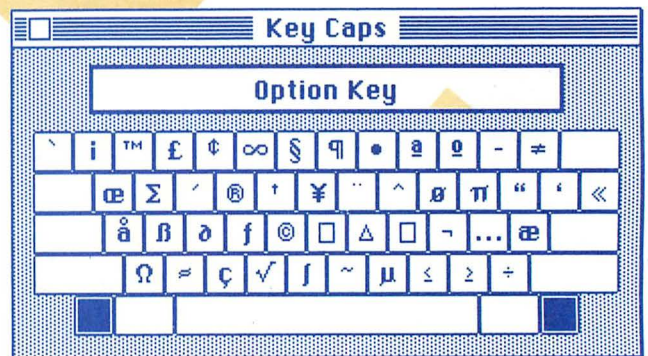 Key Caps
Option Key
` ¡ ™ £ ¢ ∞ § ¶ • ª º – ≠
œ Σ ´ ® † ¥ ¨ ^ ø π “ ‘ «
å ß ∂ ƒ © □ △ □ ¬ … æ
Ω ≈ ç √ ∫ ~ µ ≤ ≥ ÷